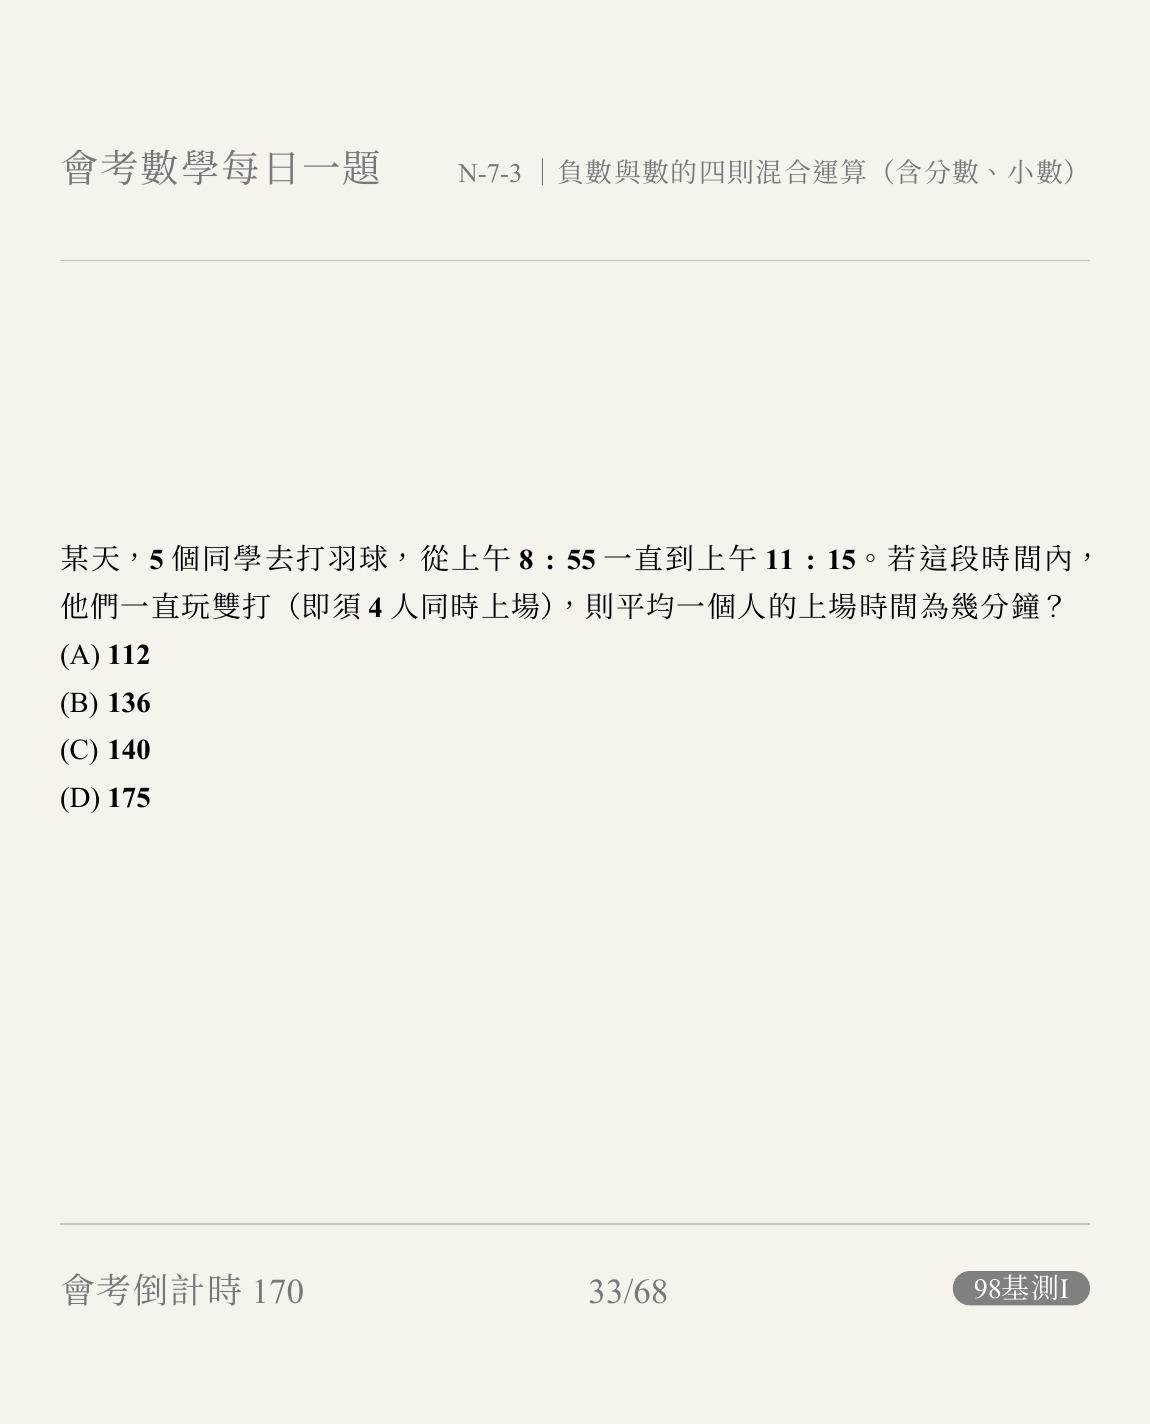 會考數學每日一題
N-7-3｜負數與數的四則混合運算（含分數、小數）
某天，5 個同學去打羽球，從上午 8：55 一直到上午 11：15。若這段時間內，
他們一直玩雙打（即須 4 人同時上場），則平均一個人的上場時間為幾分鐘？
(A) 112
(B) 136
(C) 140
(D) 175
會考倒計時 170
33/68
98基測I